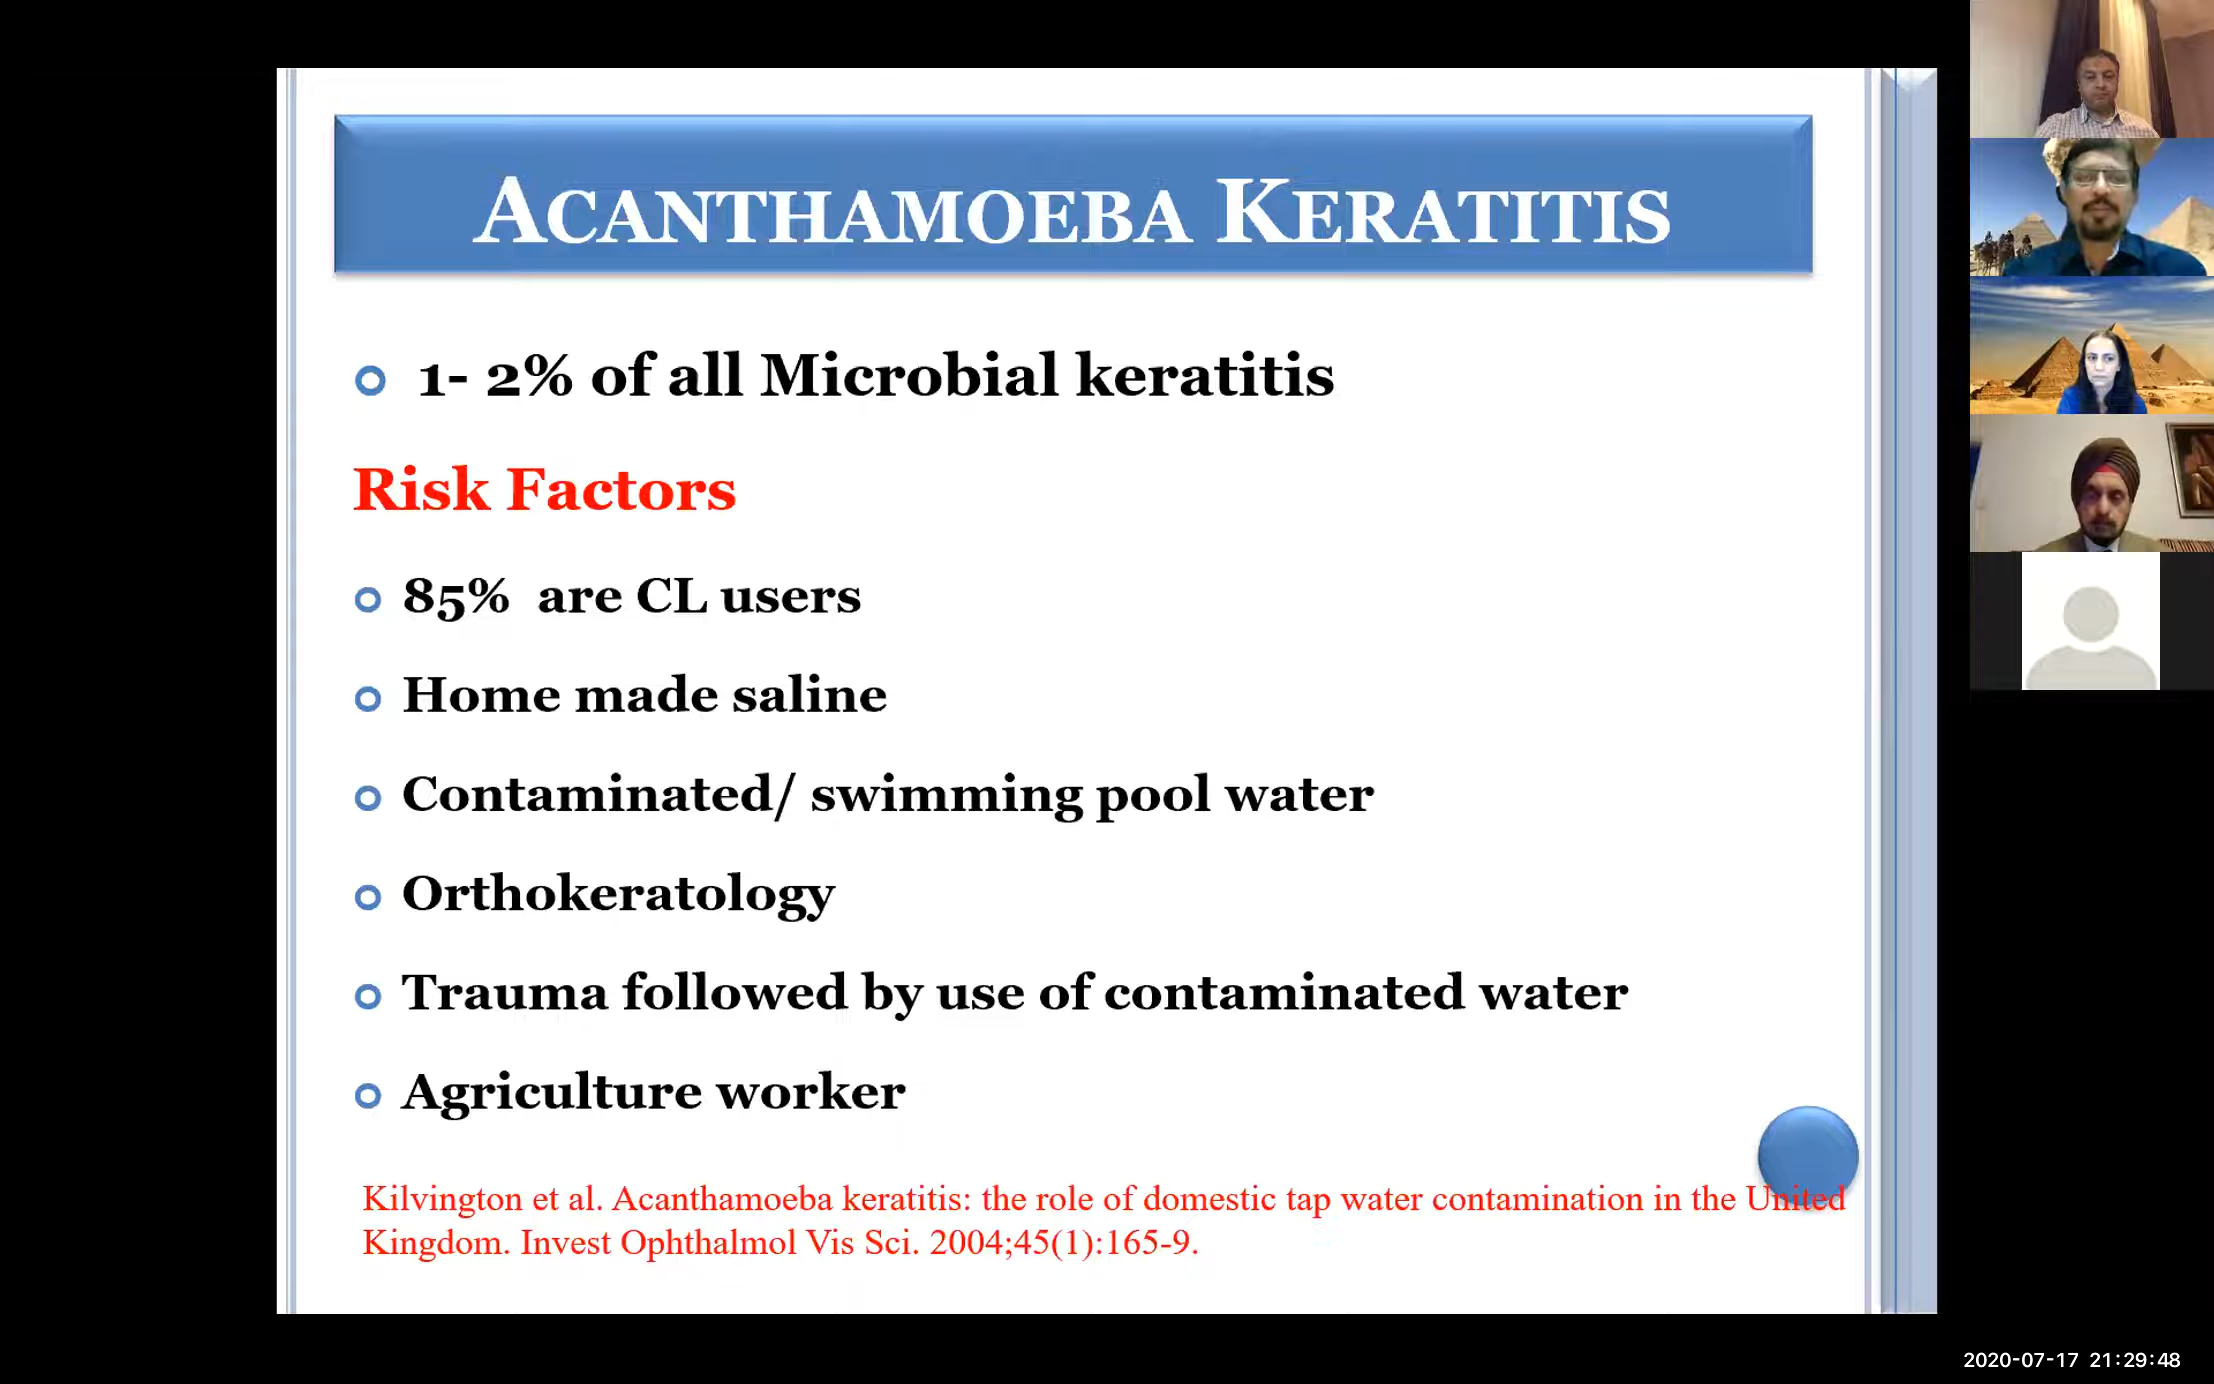 ACANTHAMOEBA KERATITIS
1- 2% of all Microbial keratitis
Risk Factors
85% are CL users
Home made saline
Contaminated/ swimming pool water
Orthokeratology
Trauma followed by use of contaminated water
Agriculture worker
Kilvington et al. Acanthamoeba keratitis: the role of domestic tap water contamination in the United
Kingdom. Invest Ophthalmol Vis Sci. 2004;45(1):165-9.
2020-07-17 21:29:48